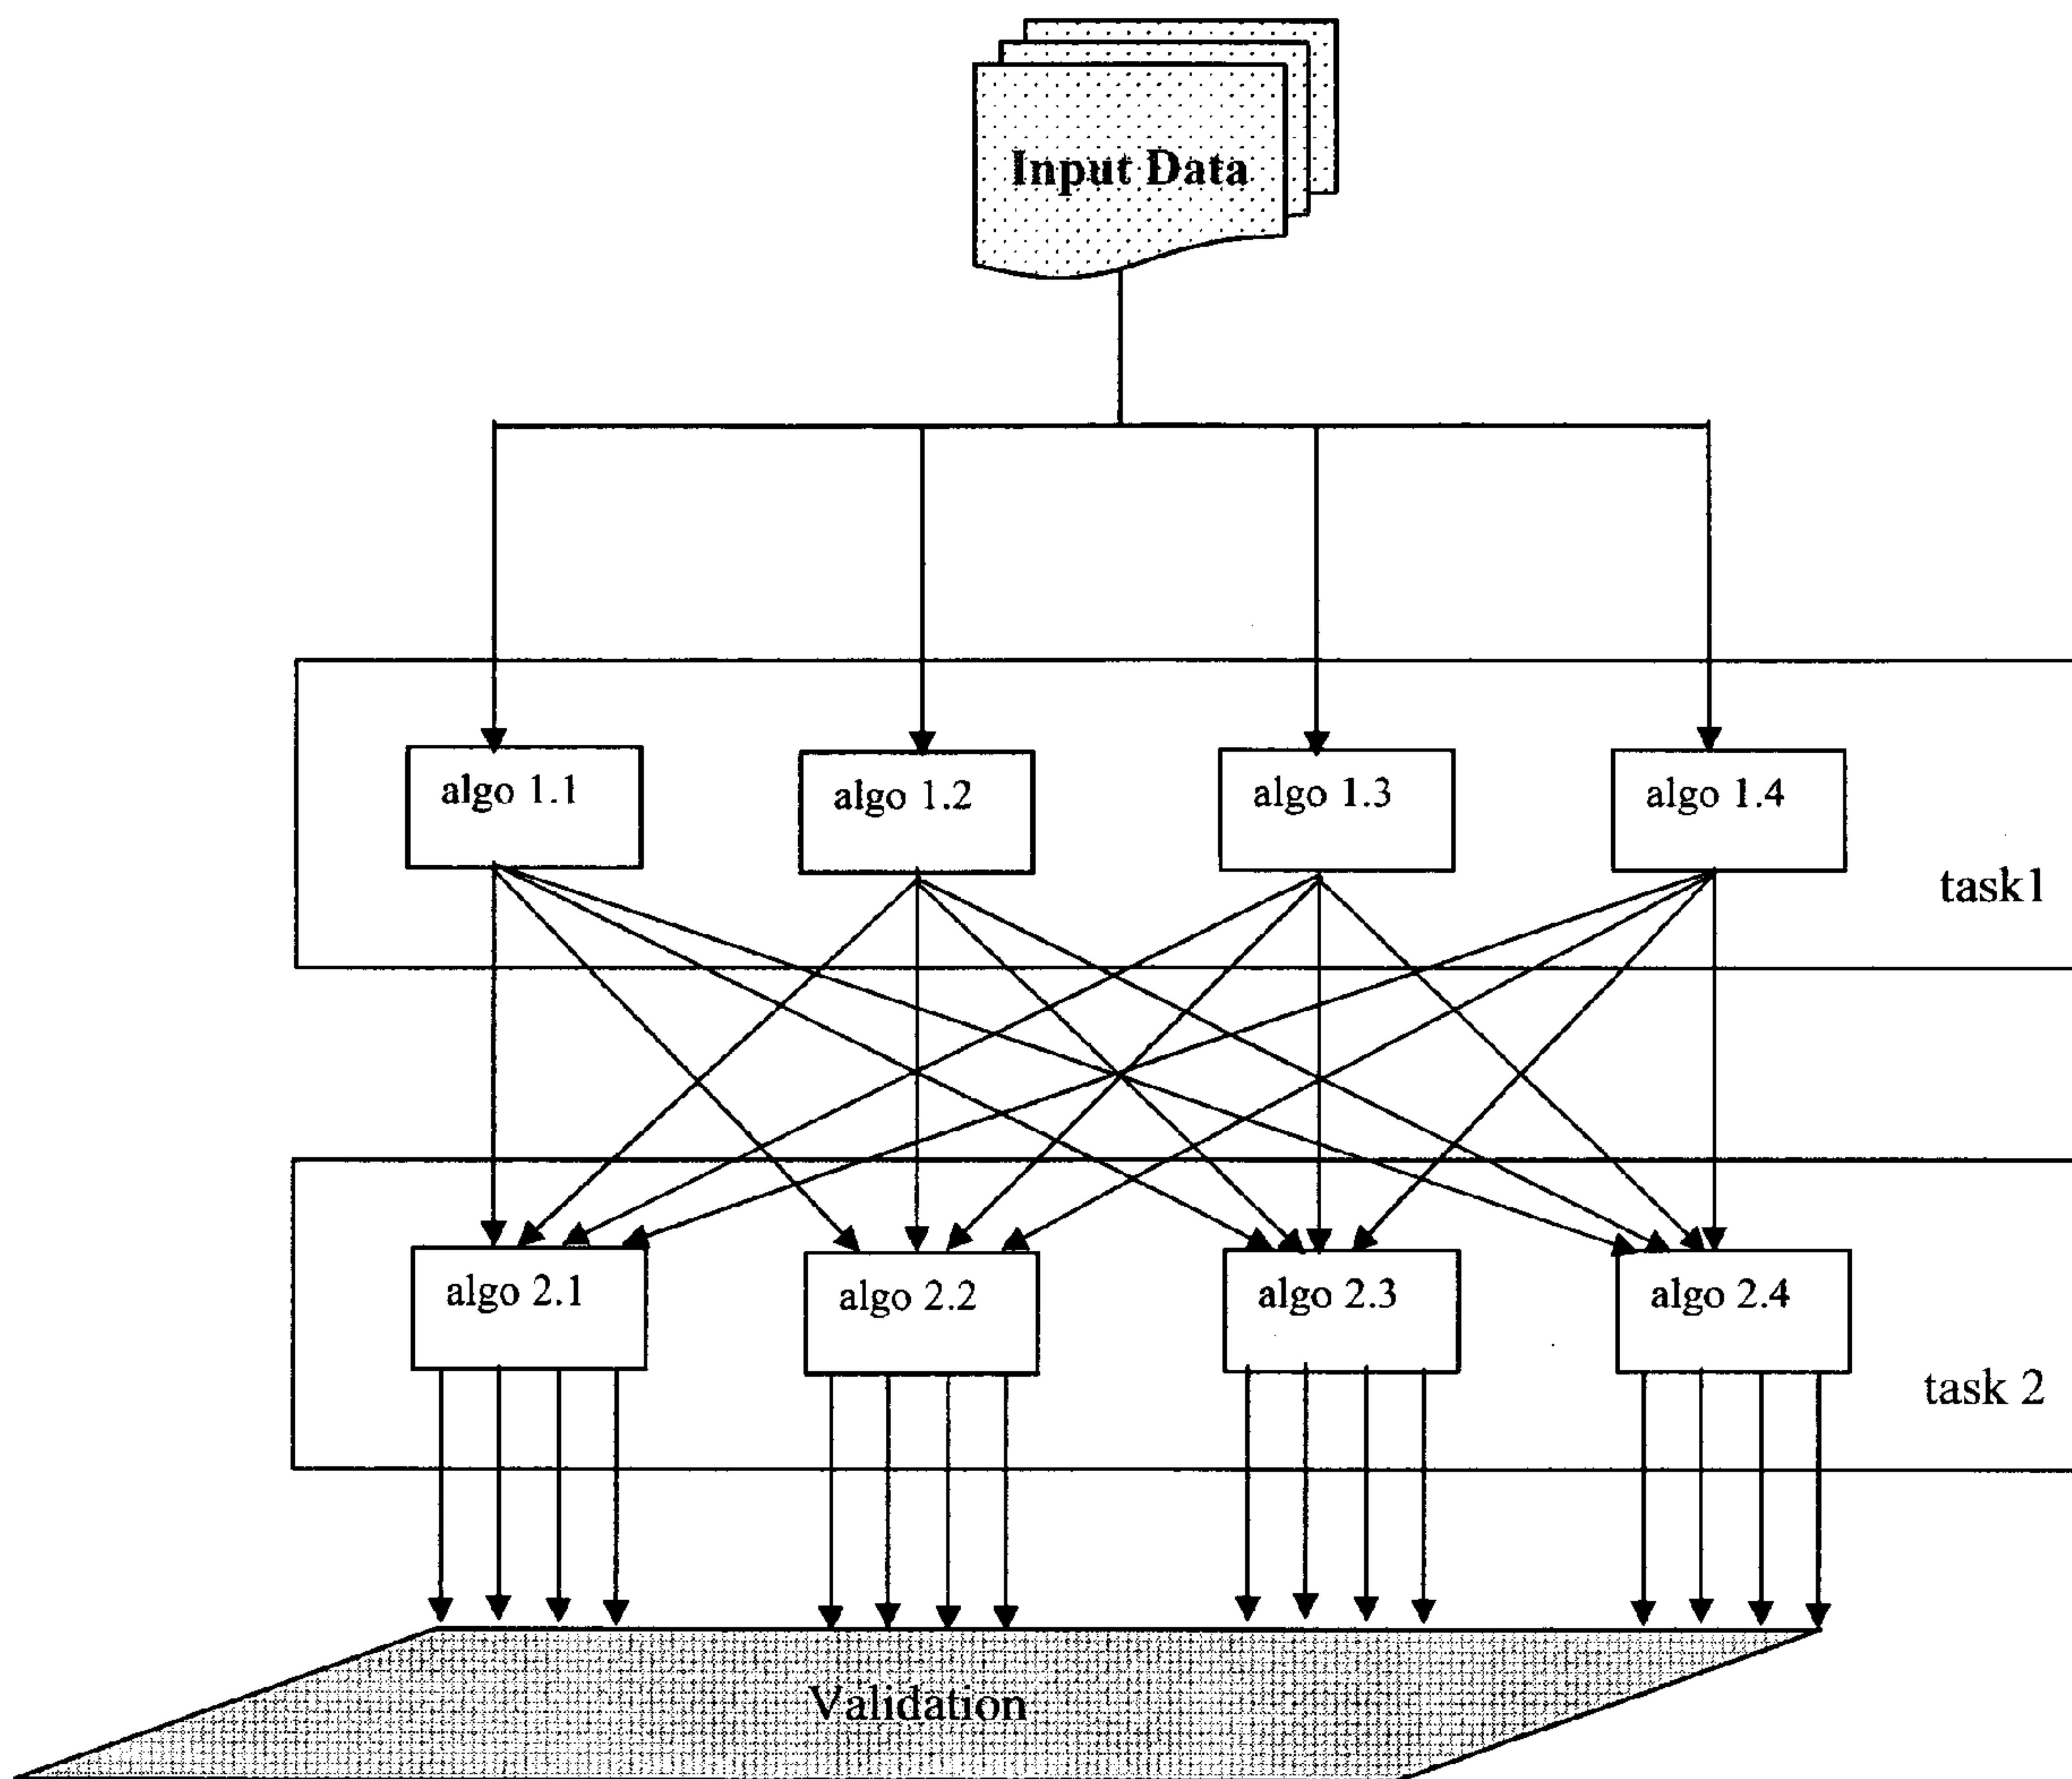 Input Data
algo 1.1
algo 1.2
algo 1.3
algo 1.4
task1
algo 2.1
algo 2.2
algo 2.3
algo 2.4
task 2
Validation